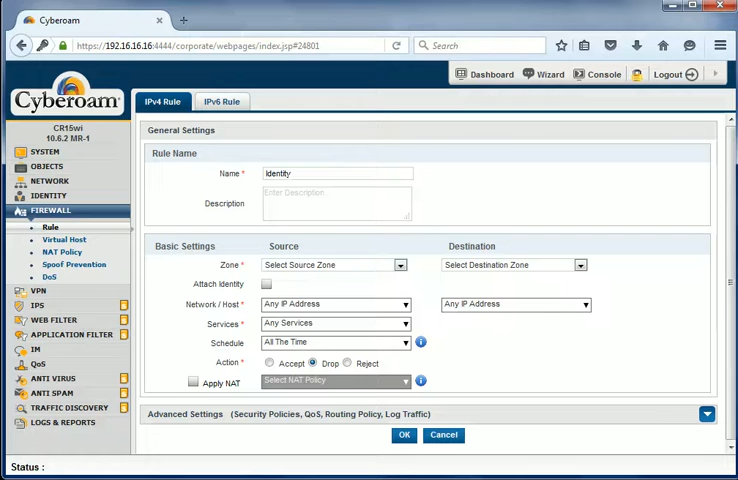 Cyberoam
https://192.16.16.16:4444/corporate/webpages/index.jsp#24801
Search
Dashboard
Wizard
Console
Logout
Cyberoam
CR15wi
10.6.2 MR-1
SYSTEM
OBJECTS
NETWORK
IDENTITY
FIREWALL
Rule
Virtual Host
NAT Policy
Spoof Prevention
DoS
VPN
IPS
WEB FILTER
APPLICATION FILTER
IM
QoS
ANTI VIRUS
ANTI SPAM
TRAFFIC DISCOVERY
LOGS & REPORTS
IPv4 Rule
IPv6 Rule
General Settings
Rule Name
Name * Identity
Description Enter Description
Basic Settings Source Destination
Zone * Select Source Zone Select Destination Zone
Attach Identity
Network / Host * Any IP Address Any IP Address
Services * Any Services
Schedule All The Time
Action * Accept Drop Reject
Apply NAT Select NAT Policy
Advanced Settings (Security Policies, QoS, Routing Policy, Log Traffic)
OK Cancel
Status :